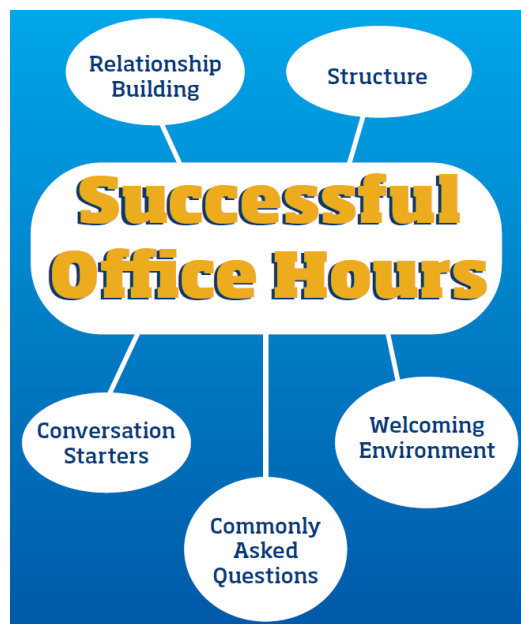 Relationship
Building
Structure
Successful
Office Hours
Conversation
Starters
Welcoming
Environment
Commonly
Asked
Questions